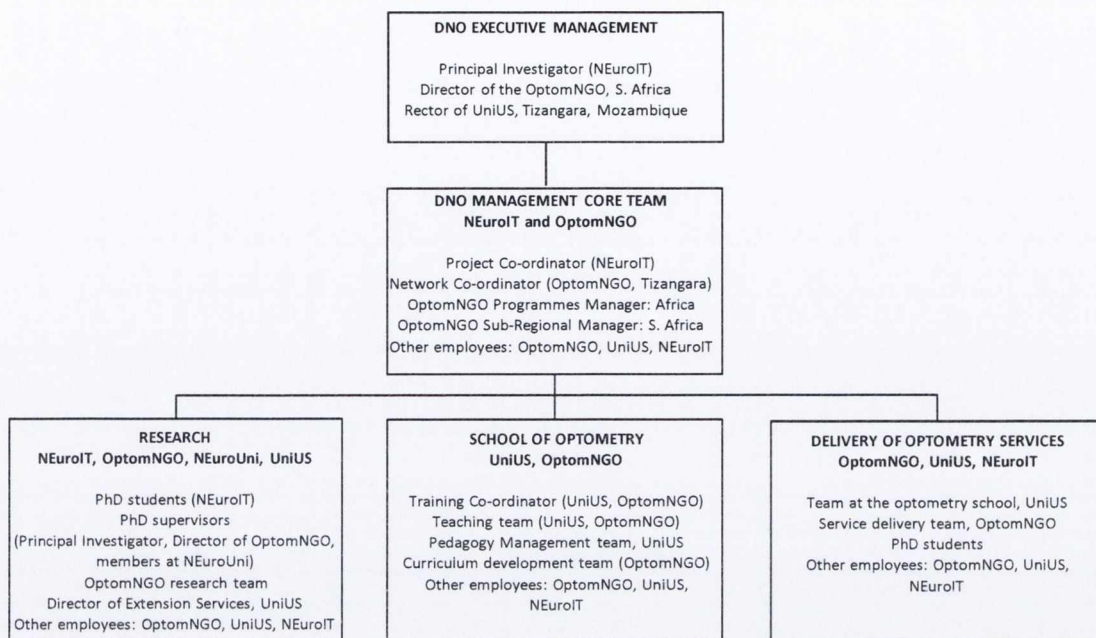 DNO EXECUTIVE MANAGEMENT
Principal Investigator (NEuroIT)
Director of the OptomNGO, S. Africa
Rector of UniUS, Tizangara, Mozambique
DNO MANAGEMENT CORE TEAM
NEuroIT and OptomNGO
Project Co-ordinator (NEuroIT)
Network Co-ordinator (OptomNGO, Tizangara)
OptomNGO Programmes Manager: Africa
OptomNGO Sub-Regional Manager: S. Africa
Other employees: OptomNGO, UniUS, NEuroIT
RESEARCH
NEuroIT, OptomNGO, NEuroUni, UniUS
PhD students (NEuroIT)
PhD supervisors
(Principal Investigator, Director of OptomNGO,
members at NEuroUni)
OptomNGO research team
Director of Extension Services, UniUS
Other employees: OptomNGO, UniUS, NEuroIT
SCHOOL OF OPTOMETRY
UniUS, OptomNGO
Training Co-ordinator (UniUS, OptomNGO)
Teaching team (UniUS, OptomNGO)
Pedagogy Management team, UniUS
Curriculum development team (OptomNGO)
Other employees: OptomNGO, UniUS,
NEuroIT
DELIVERY OF OPTOMETRY SERVICES
OptomNGO, UniUS, NEuroIT
Team at the optometry school, UniUS
Service delivery team, OptomNGO
PhD students
Other employees: OptomNGO, UniUS,
NEuroIT